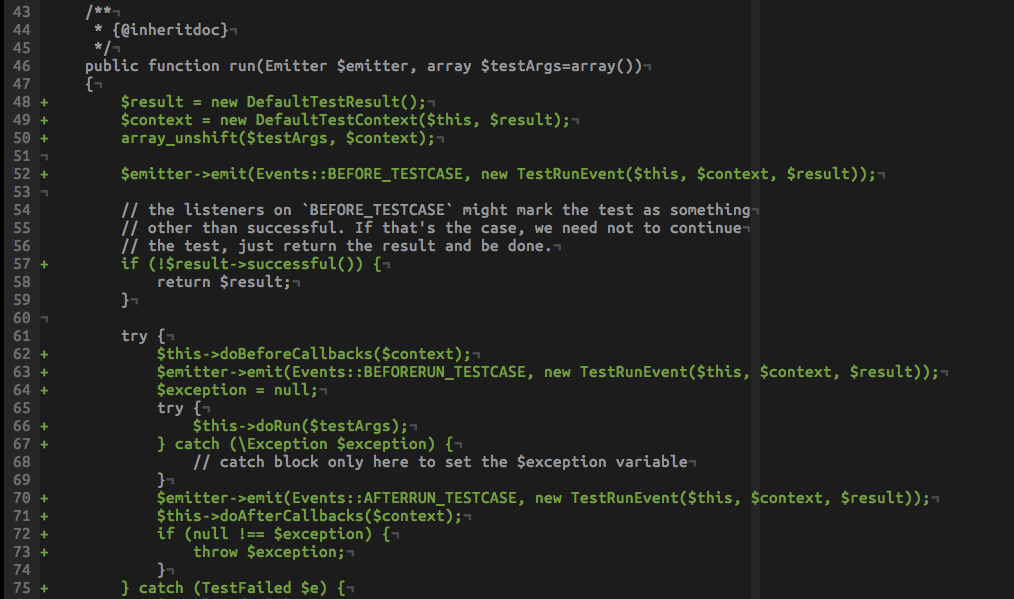 43 /**¬
44 * {@inheritdoc}¬
45 */¬
46 public function run(Emitter $emitter, array $testArgs=array())¬
47 {¬
48 + $result = new DefaultTestResult();¬
49 + $context = new DefaultTestContext($this, $result);¬
50 + array_unshift($testArgs, $context);¬
51 ¬
52 + $emitter->emit(Events::BEFORE_TESTCASE, new TestRunEvent($this, $context, $result));¬
53 ¬
54 // the listeners on `BEFORE_TESTCASE` might mark the test as something¬
55 // other than successful. If that's the case, we need not to continue¬
56 // the test, just return the result and be done.¬
57 + if (!$result->successful()) {¬
58 return $result;¬
59 }¬
60 ¬
61 try {¬
62 + $this->doBeforeCallbacks($context);¬
63 + $emitter->emit(Events::BEFORERUN_TESTCASE, new TestRunEvent($this, $context, $result));¬
64 + $exception = null;¬
65 try {¬
66 + $this->doRun($testArgs);¬
67 + } catch (\Exception $exception) {¬
68 // catch block only here to set the $exception variable¬
69 }¬
70 + $emitter->emit(Events::AFTERRUN_TESTCASE, new TestRunEvent($this, $context, $result));¬
71 + $this->doAfterCallbacks($context);¬
72 + if (null !== $exception) {¬
73 + throw $exception;¬
74 }¬
75 + } catch (TestFailed $e) {¬